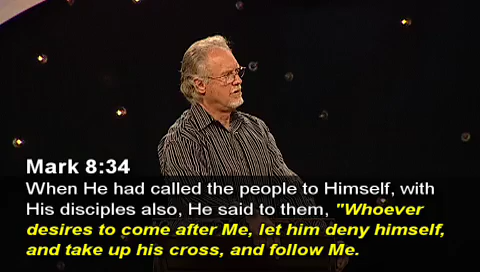 Mark 8:34
When He had called the people to Himself, with
His disciples also, He said to them, "Whoever
desires to come after Me, let him deny himself,
and take up his cross, and follow Me.